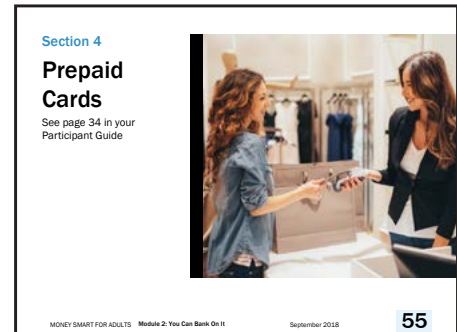 Section 4
Prepaid
Cards
See page 34 in your
Participant Guide
MONEY SMART FOR ADULTS Module 2: You Can Bank On It September 2018 55